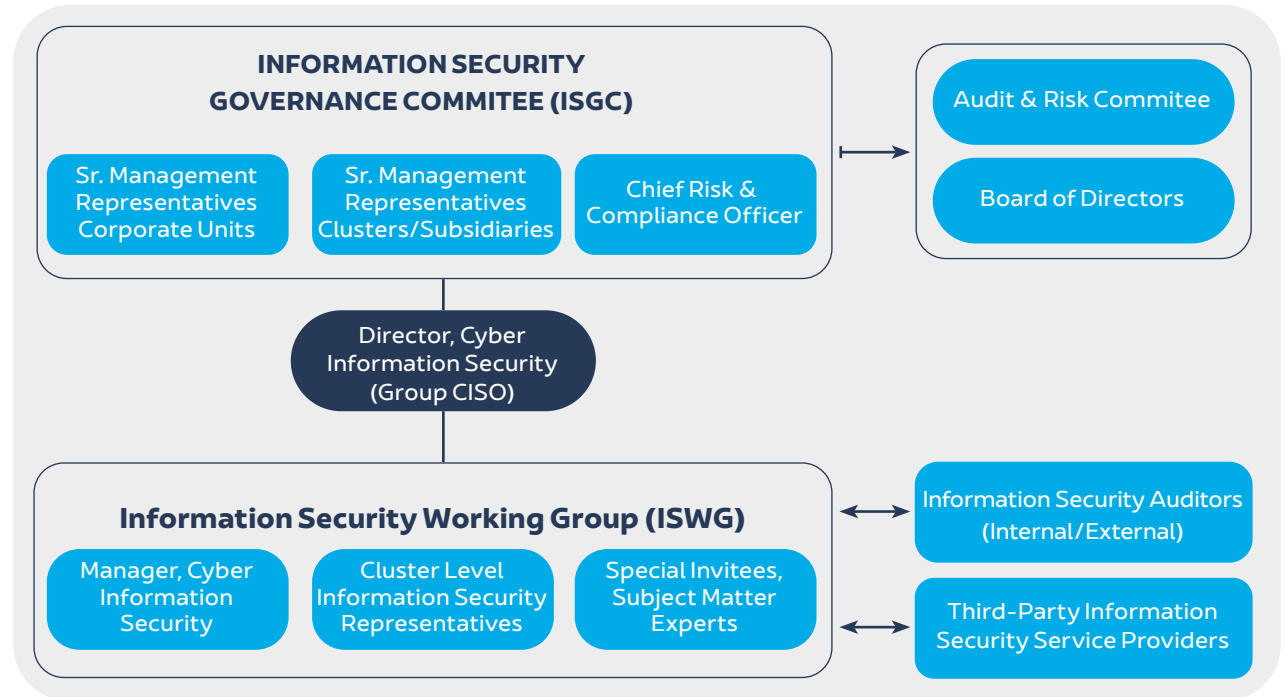 INFORMATION SECURITY
GOVERNANCE COMMITEE (ISGC)
Sr. Management
Representatives
Corporate Units
Sr. Management
Representatives
Clusters/Subsidiaries
Chief Risk &
Compliance Officer
Audit & Risk Commitee
Board of Directors
Director, Cyber
Information Security
(Group CISO)
Information Security Working Group (ISWG)
Manager, Cyber
Information
Security
Cluster Level
Information Security
Representatives
Special Invitees,
Subject Matter
Experts
Information Security Auditors
(Internal/External)
Third-Party Information
Security Service Providers